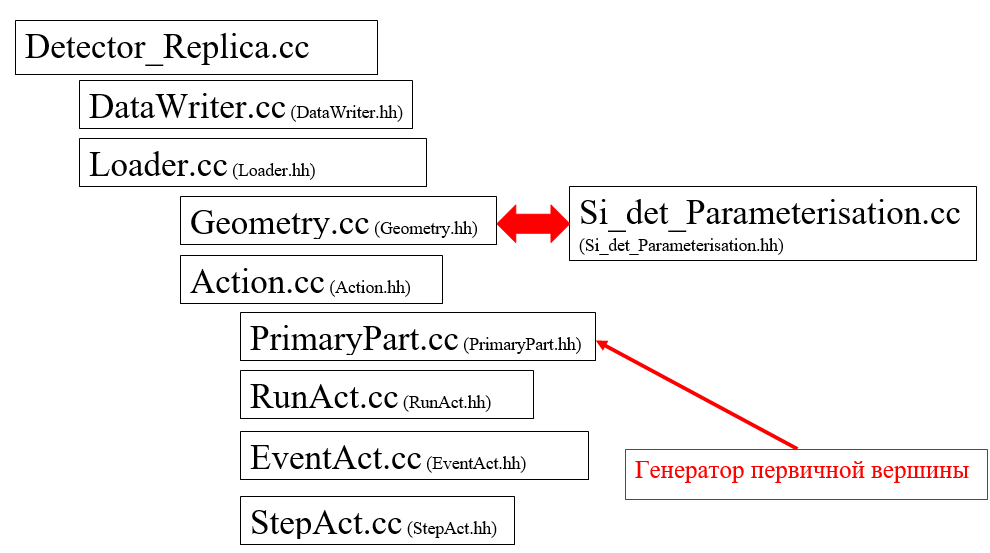 Detector_Replica.cc
DataWriter.cc (DataWriter.hh)
Loader.cc (Loader.hh)
Geometry.cc (Geometry.hh)
Si_det_Parameterisation.cc
(Si_det_Parameterisation.hh)
Action.cc (Action.hh)
PrimaryPart.cc (PrimaryPart.hh)
RunAct.cc (RunAct.hh)
EventAct.cc (EventAct.hh)
Генератор первичной вершины
StepAct.cc (StepAct.hh)